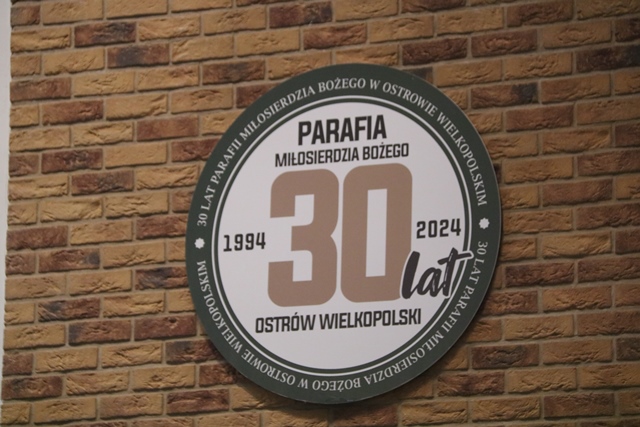 30 LAT PARAFII MIŁOSIERDZIA BOŻEGO W OSTROWIE WIELKOPOLSKIM
PARAFIA
MIŁOSIERDZIA BOŻEGO
30
1994
2024
lat
OSTRÓW WIELKOPOLSKI
30 LAT PARAFII MIŁOSIERDZIA BOŻEGO W OSTROWIE WIELKOPOLSKIM